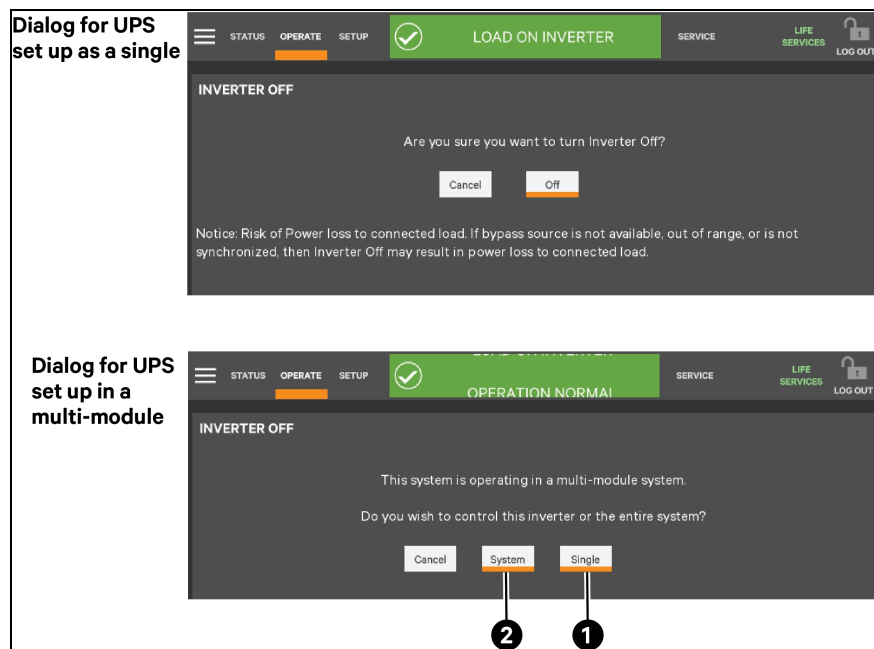 Dialog for UPS
set up as a single
STATUS OPERATE SETUP LOAD ON INVERTER SERVICE LIFE SERVICES LOG OUT
INVERTER OFF
Are you sure you want to turn Inverter Off?
Cancel Off
Notice: Risk of Power loss to connected load. If bypass source is not available, out of range, or is not
synchronized, then Inverter Off may result in power loss to connected load.
Dialog for UPS
set up in a
multi-module
STATUS OPERATE SETUP LOAD ON INVERTER OPERATION NORMAL SERVICE LIFE SERVICES LOG OUT
INVERTER OFF
This system is operating in a multi-module system.
Do you wish to control this inverter or the entire system?
Cancel System Single
2 1